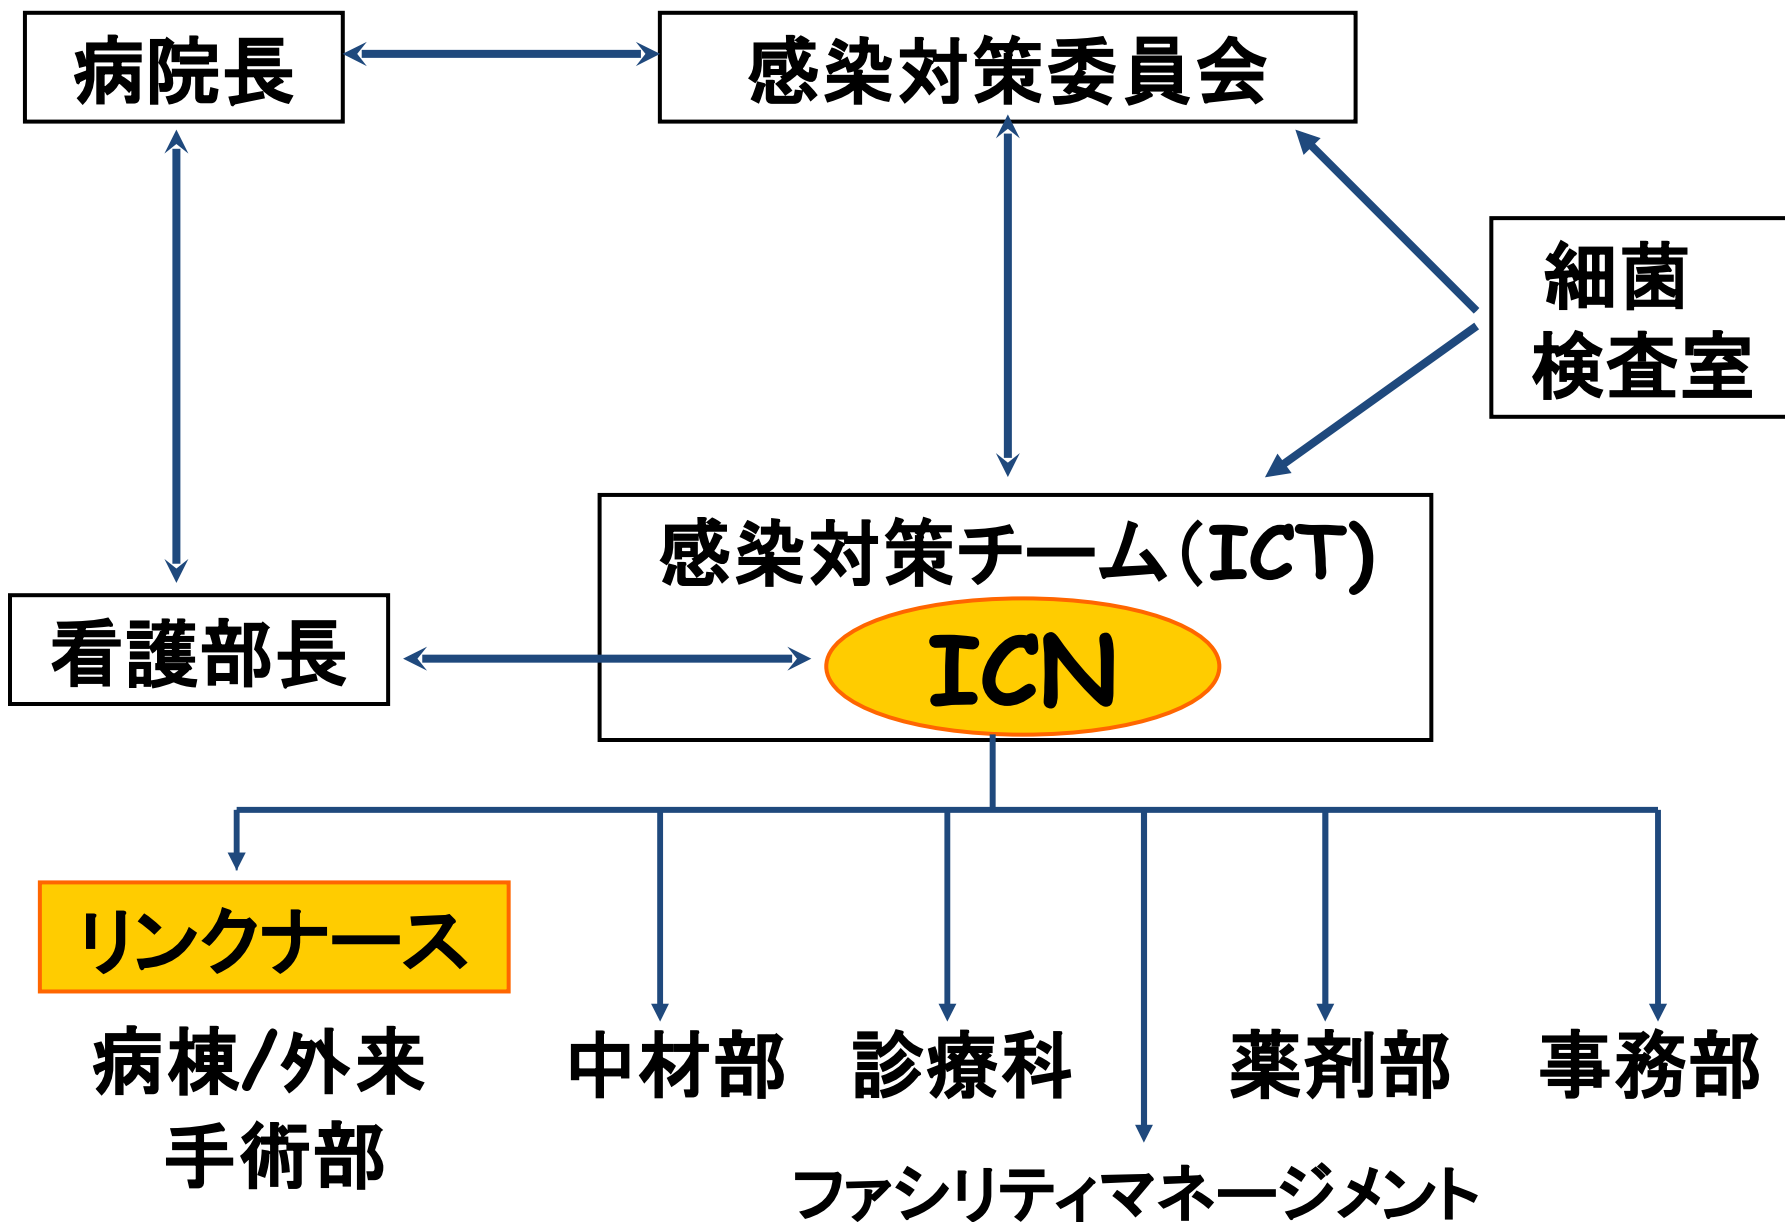 病院長
感染対策委員会
細菌
検査室
感染対策チーム(ICT)
ICN
看護部長
リンクナース
病棟/外来
手術部
中材部
診療科
薬剤部
事務部
ファシリティマネージメント